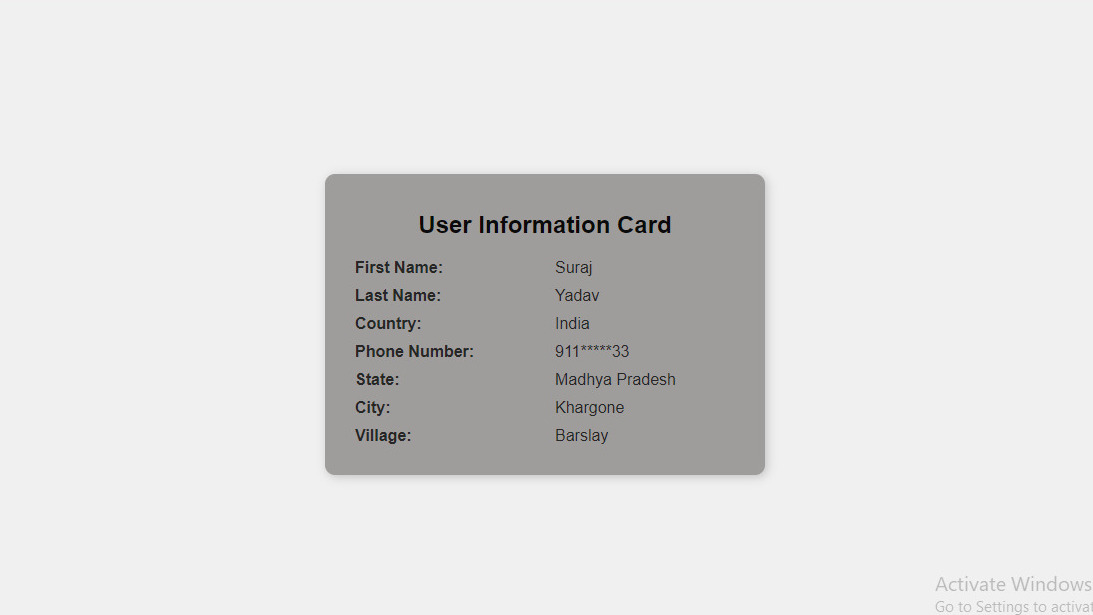 User Information Card
First Name: Suraj
Last Name: Yadav
Country: India
Phone Number: 911*****33
State: Madhya Pradesh
City: Khargone
Village: Barslay
Activate Windows
Go to Settings to activat